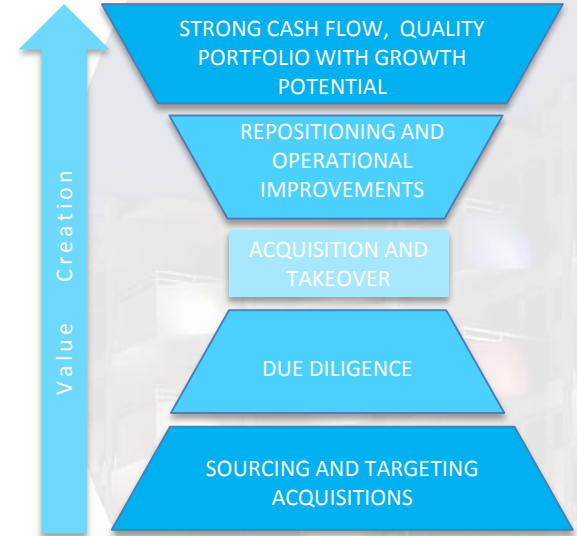 STRONG CASH FLOW, QUALITY
PORTFOLIO WITH GROWTH
POTENTIAL
REPOSITIONING AND
OPERATIONAL
IMPROVEMENTS
ACQUISITION AND
TAKEOVER
DUE DILIGENCE
SOURCING AND TARGETING
ACQUISITIONS
Value Creation